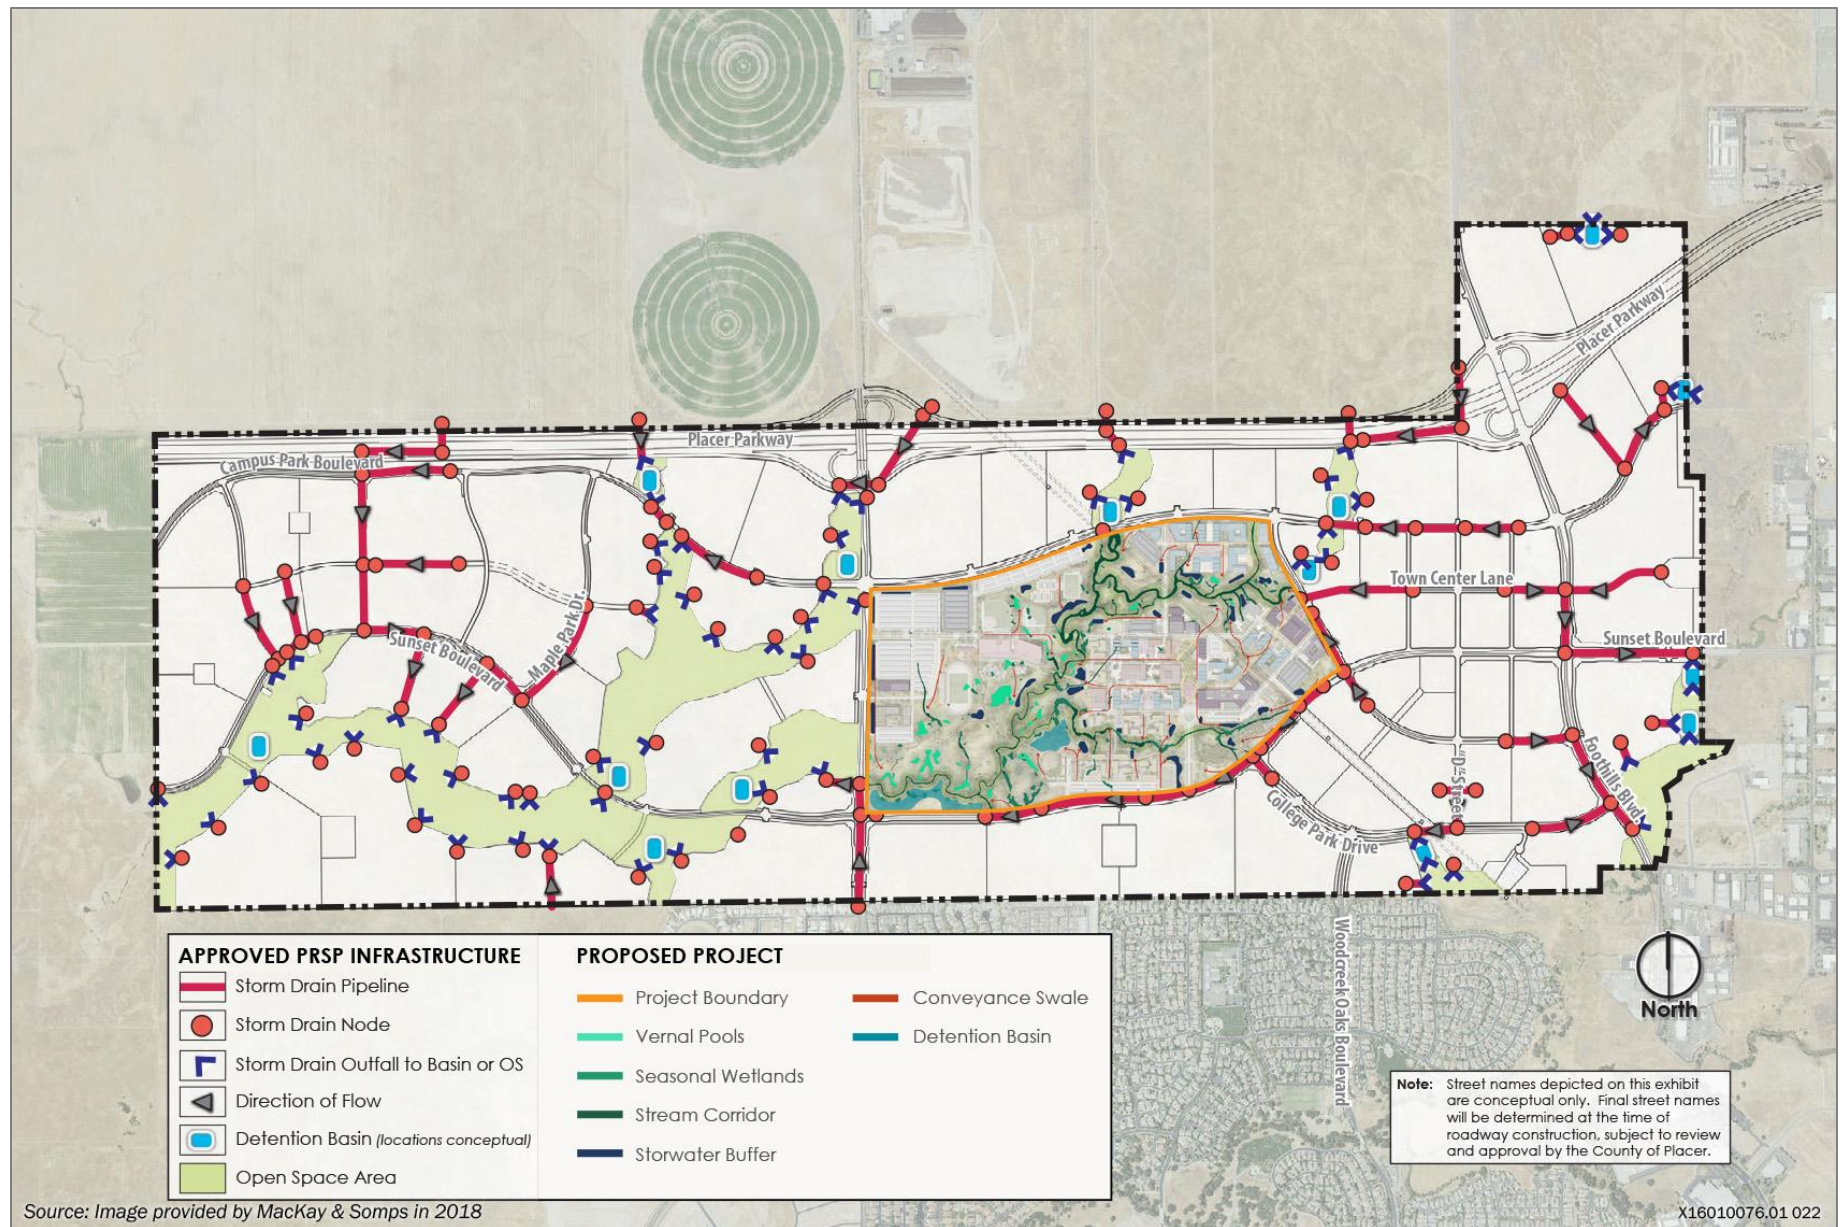 Placer Parkway
Placer Parkway
Campus Park Boulevard
Town Center Lane
Maple Park Dr.
Sunset Boulevard
Sunset Boulevard
Foothills Blvd.
"D" Street
College Park Drive
Woodcreek Oaks Boulevard
APPROVED PRSP INFRASTRUCTURE
Storm Drain Pipeline
Storm Drain Node
Storm Drain Outfall to Basin or OS
Direction of Flow
Detention Basin (locations conceptual)
Open Space Area
PROPOSED PROJECT
Project Boundary
Vernal Pools
Seasonal Wetlands
Stream Corridor
Storwater Buffer
Conveyance Swale
Detention Basin
North
Note: Street names depicted on this exhibit
are conceptual only. Final street names
will be determined at the time of
roadway construction, subject to review
and approval by the County of Placer.
Source: Image provided by MacKay & Somps in 2018
X16010076.01 022